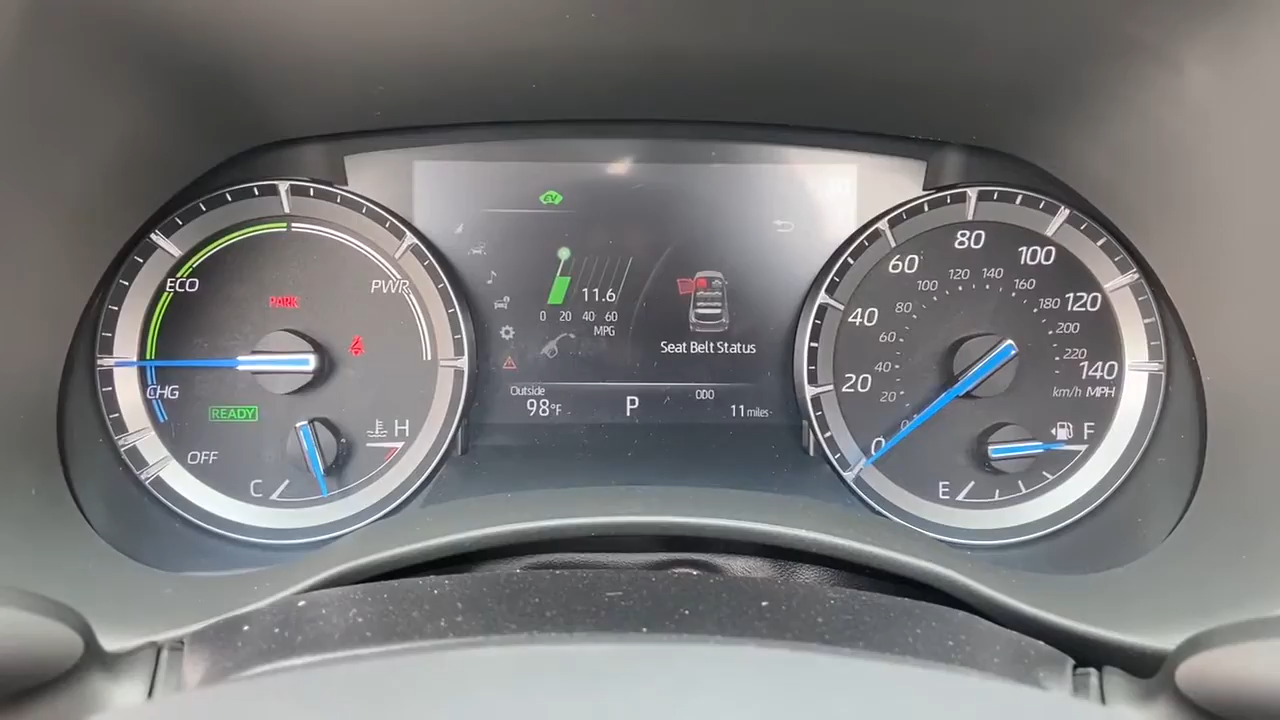 ECO
PWR
PARK
CHG
READY
OFF
C
H
EV
11.6
0 20 40 60
MPG
Seat Belt Status
Outside
98°F
P
ODO
11 miles
0
20
40
60
80
100
120
140
MPH
0
20
40
60
80
100
120
140
160
180
200
220
km/h
E
F